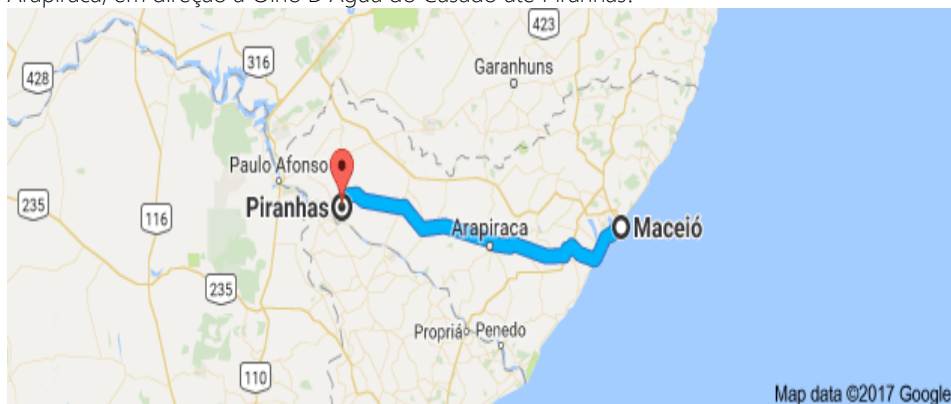 Arapiraca, em direção a Olho D'Água do Casado até Piranhas.
423
316
Garanhuns
428
Paulo Afonso
235
116
Piranhas
Arapiraca
Maceió
235
Propriá
Penedo
110
Map data ©2017 Google